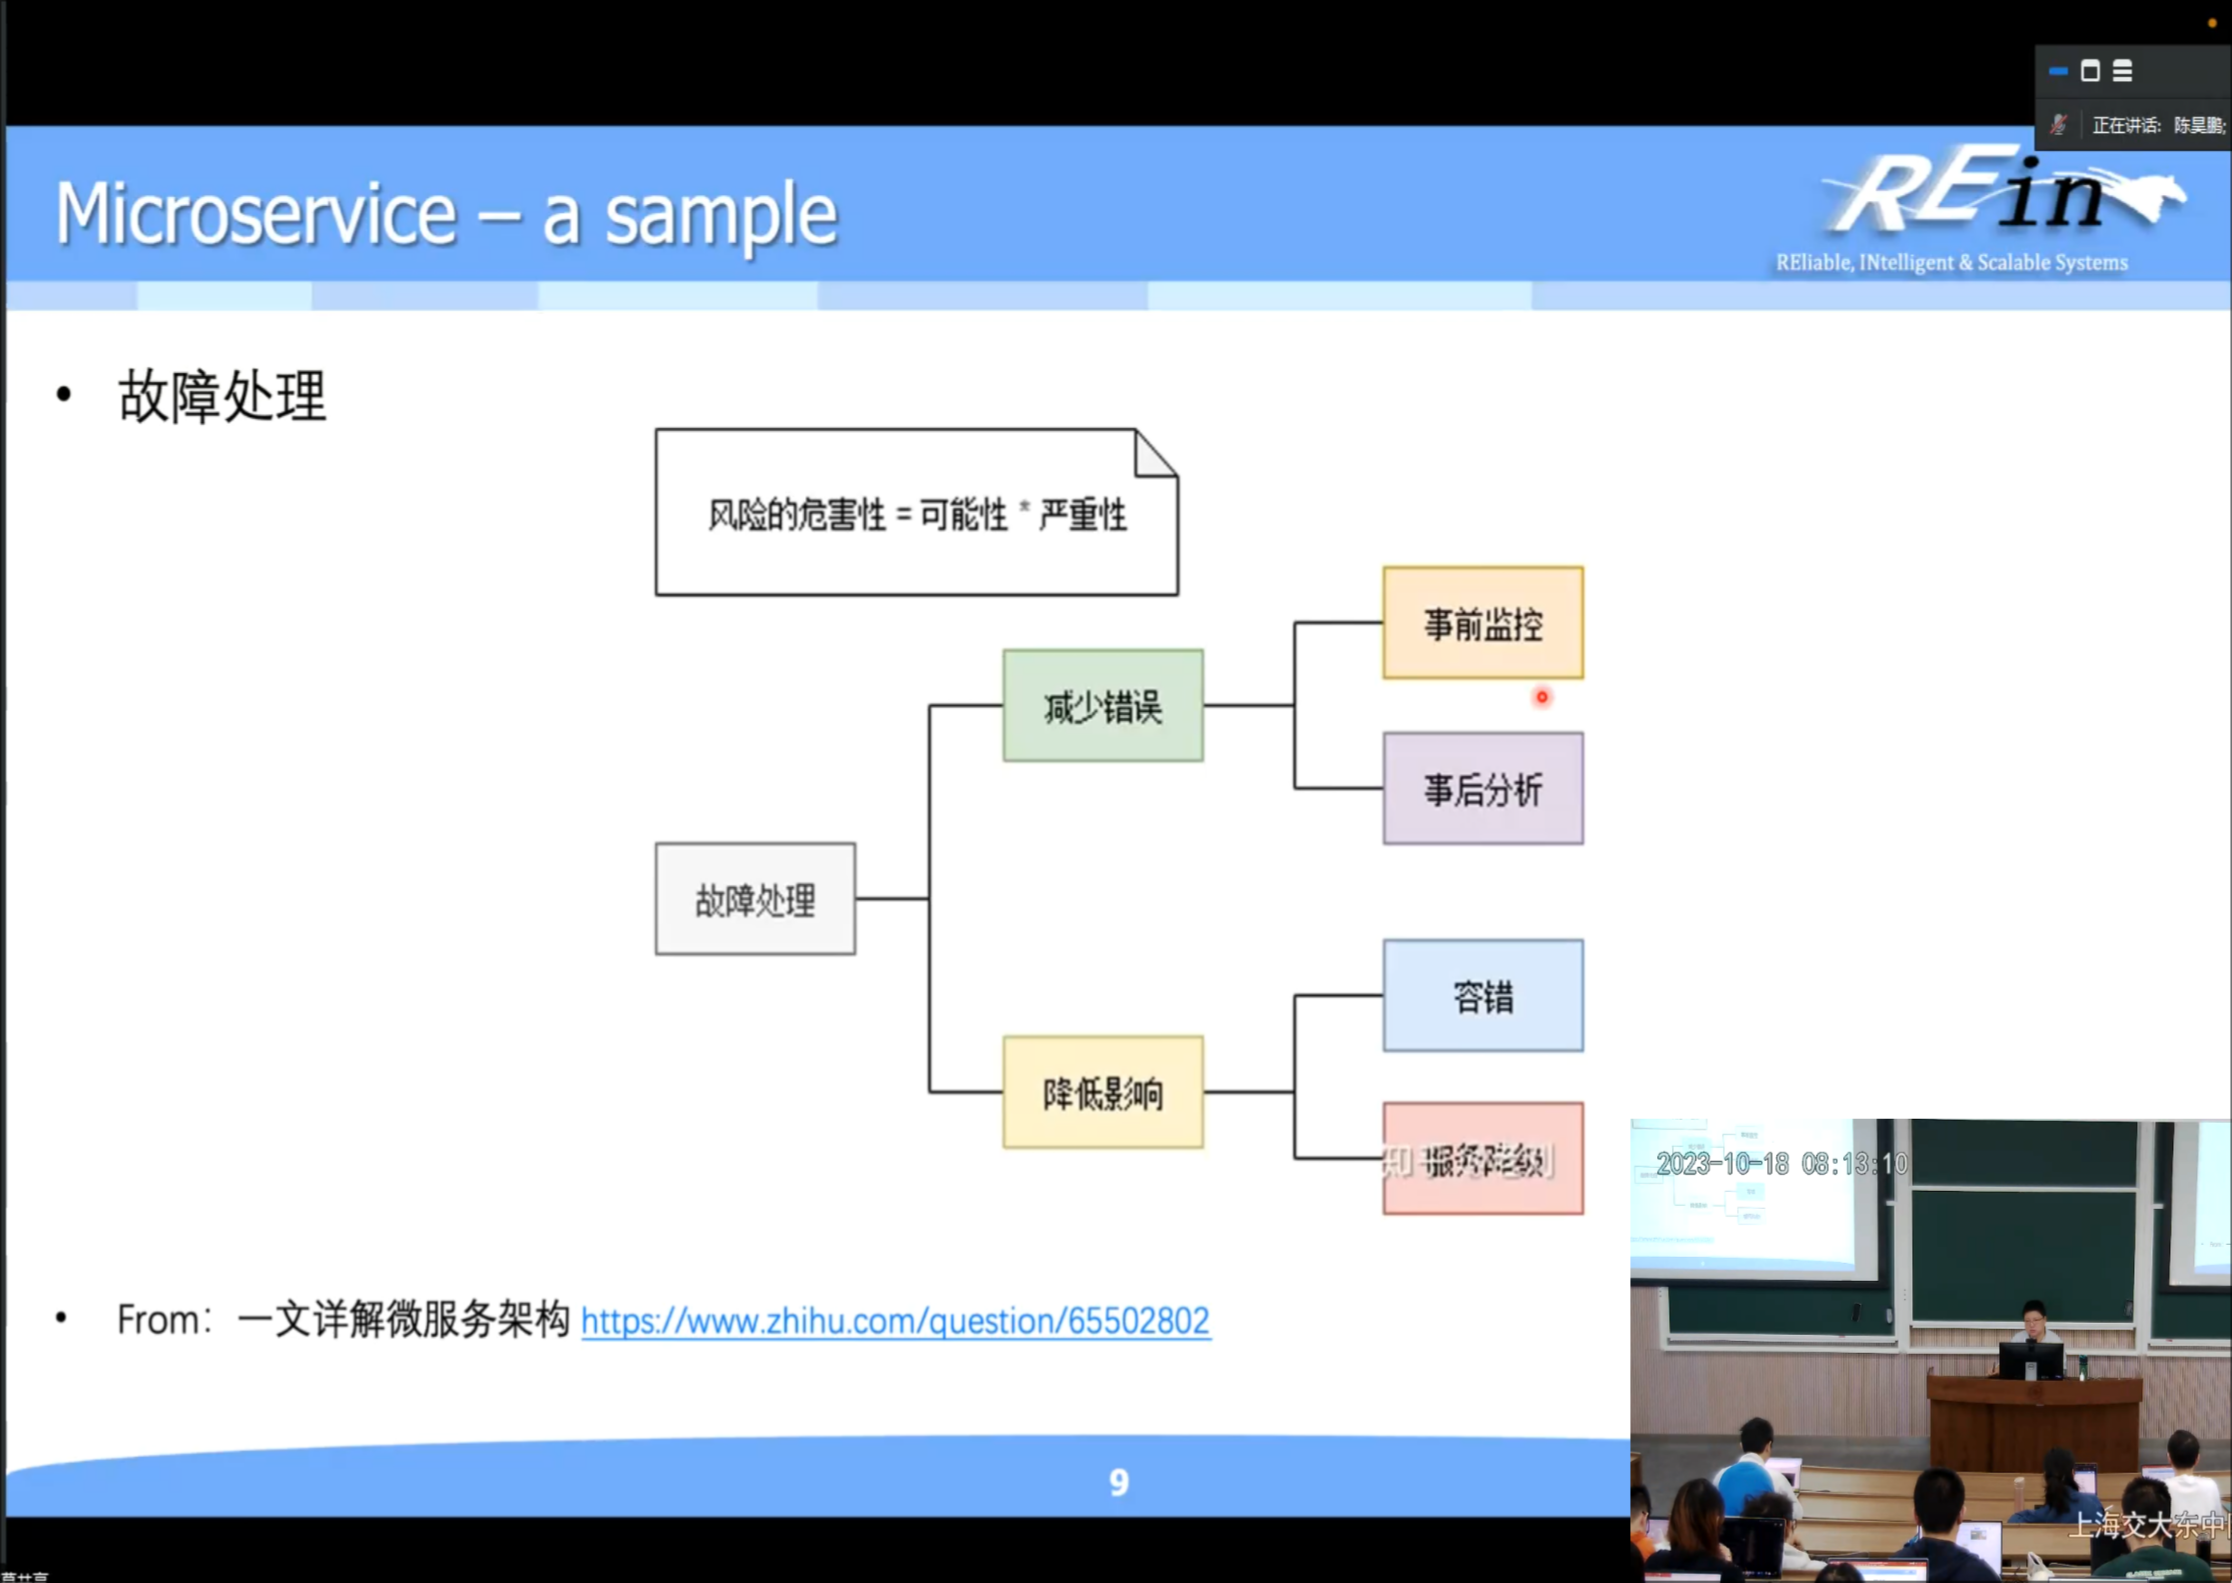 正在讲话: 陈昊鹏;
Microservice – a sample
REin
REliable, INtelligent & Scalable Systems
• 故障处理
风险的危害性 = 可能性 * 严重性
事前监控
减少错误
事后分析
故障处理
容错
降低影响
服务降级
2023-10-18 08:13:10
• From: 一文详解微服务架构 https://www.zhihu.com/question/65502802
9
上海交大东中